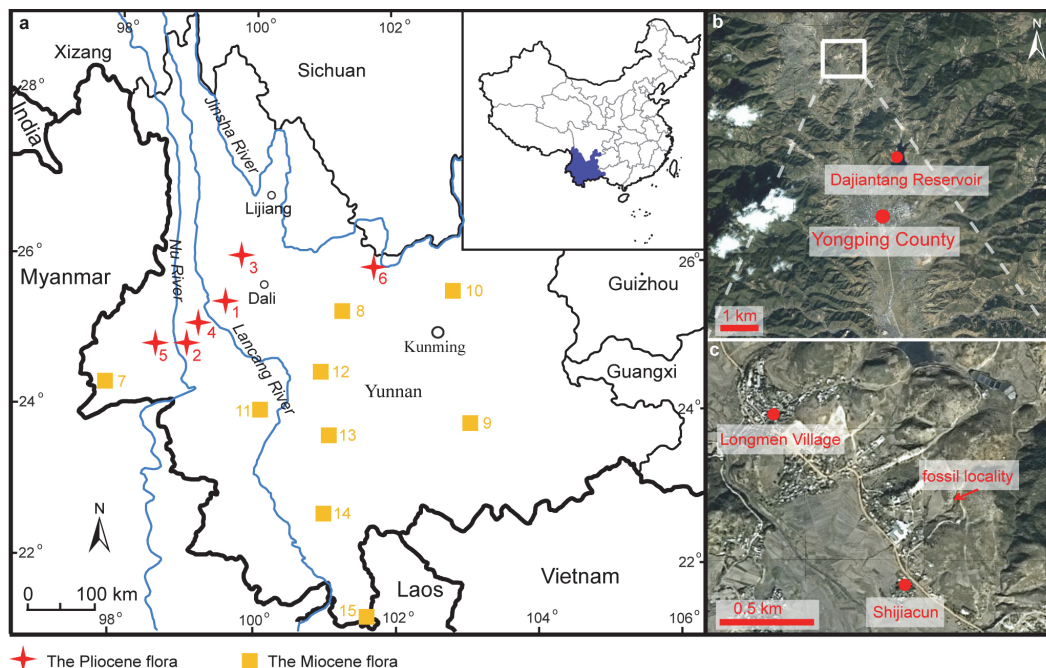 a
98°
100°
102°
Xizang
Sichuan
28°
India
Jinsha River
Lijiang
26°
26°
Myanmar
Nu River
3
6
Dali
1
4
5
2
8
10
Guizhou
Kunming
Lancang River
7
12
Yunnan
Guangxi
24°
24°
11
13
9
N
14
22°
22°
Vietnam
Laos
0 100 km
15
98°
100°
102°
104°
106°
b
N
Dajiantang Reservoir
Yongping County
1 km
c
Longmen Village
fossil locality
Shijiacun
0.5 km
The Pliocene flora
The Miocene flora